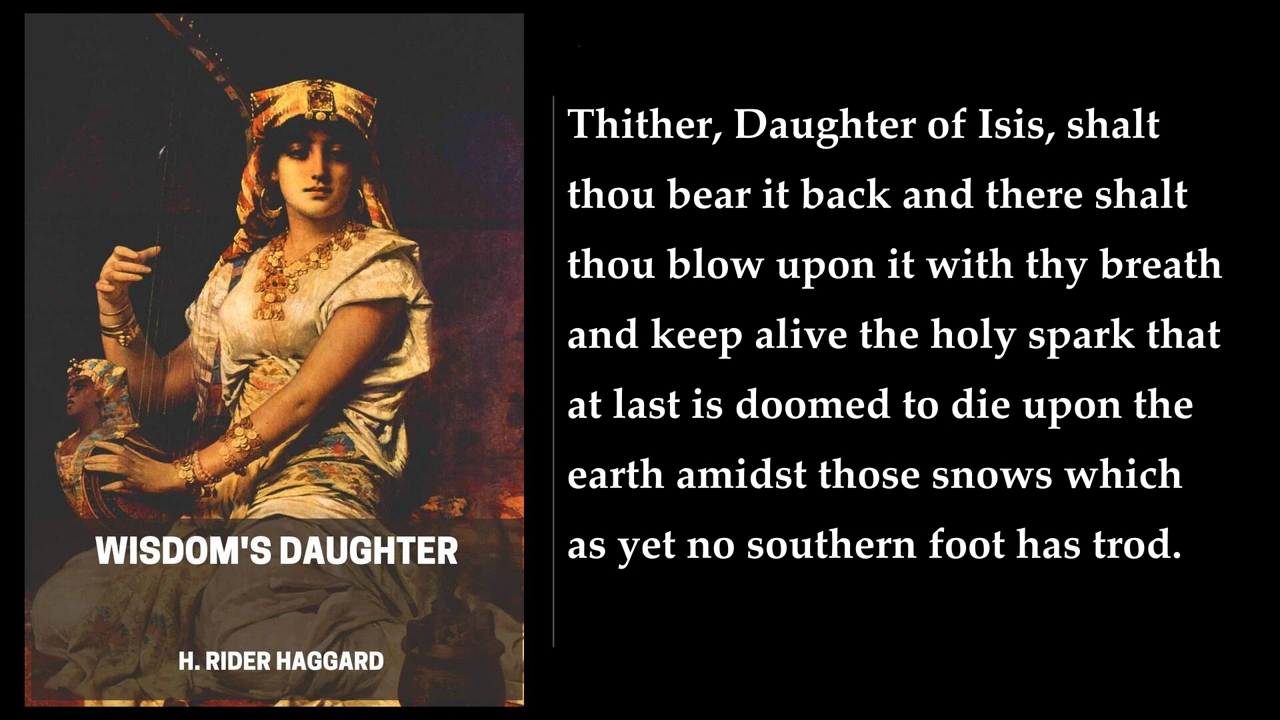 WISDOM'S DAUGHTER
H. RIDER HAGGARD
Thither, Daughter of Isis, shalt
thou bear it back and there shalt
thou blow upon it with thy breath
and keep alive the holy spark that
at last is doomed to die upon the
earth amidst those snows which
as yet no southern foot has trod.